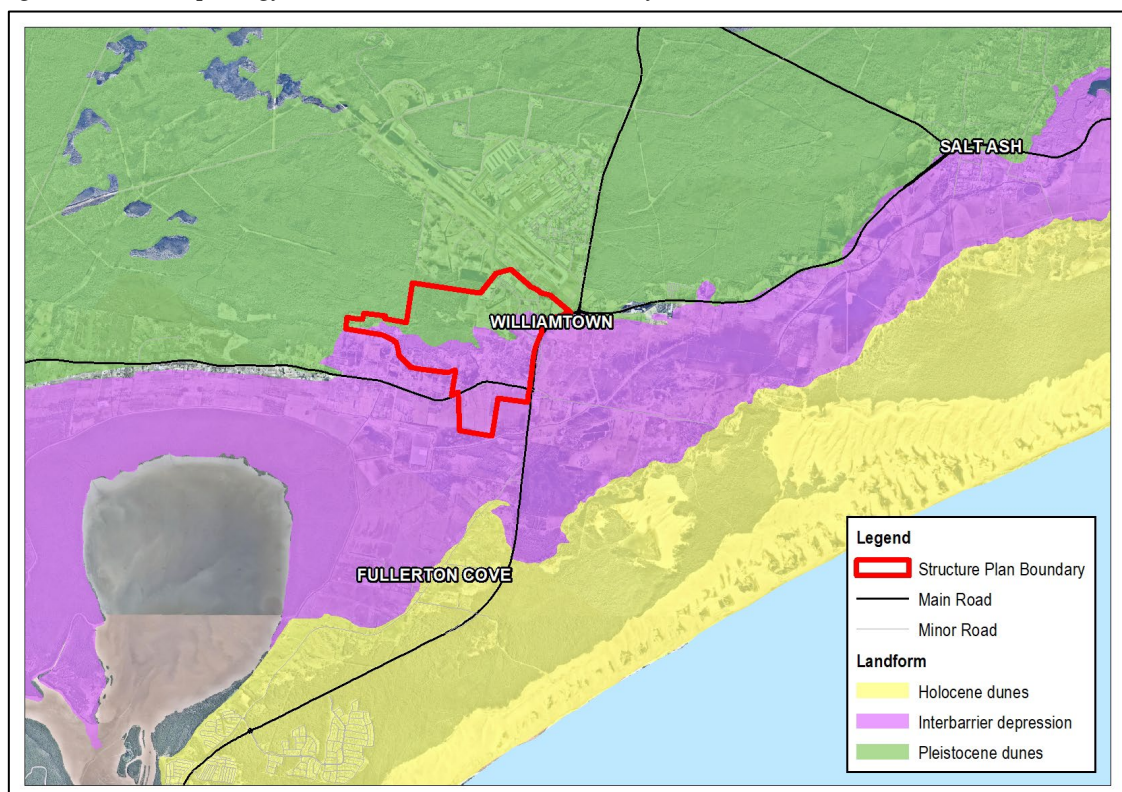 SALT ASH
WILLIAMTOWN
FULLERTON COVE
Legend
Structure Plan Boundary
Main Road
Minor Road
Landform
Holocene dunes
Interbarrier depression
Pleistocene dunes